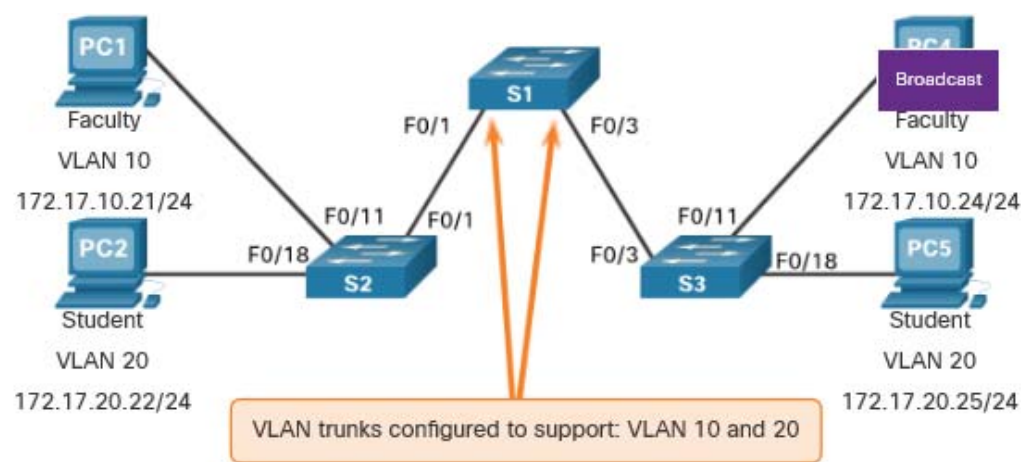 PC1
Faculty
VLAN 10
172.17.10.21/24
PC2
Student
VLAN 20
172.17.20.22/24
F0/11
F0/18
F0/1
S2
F0/1
S1
F0/3
F0/3
S3
F0/11
F0/18
PC4
Broadcast
Faculty
VLAN 10
172.17.10.24/24
PC5
Student
VLAN 20
172.17.20.25/24
VLAN trunks configured to support: VLAN 10 and 20